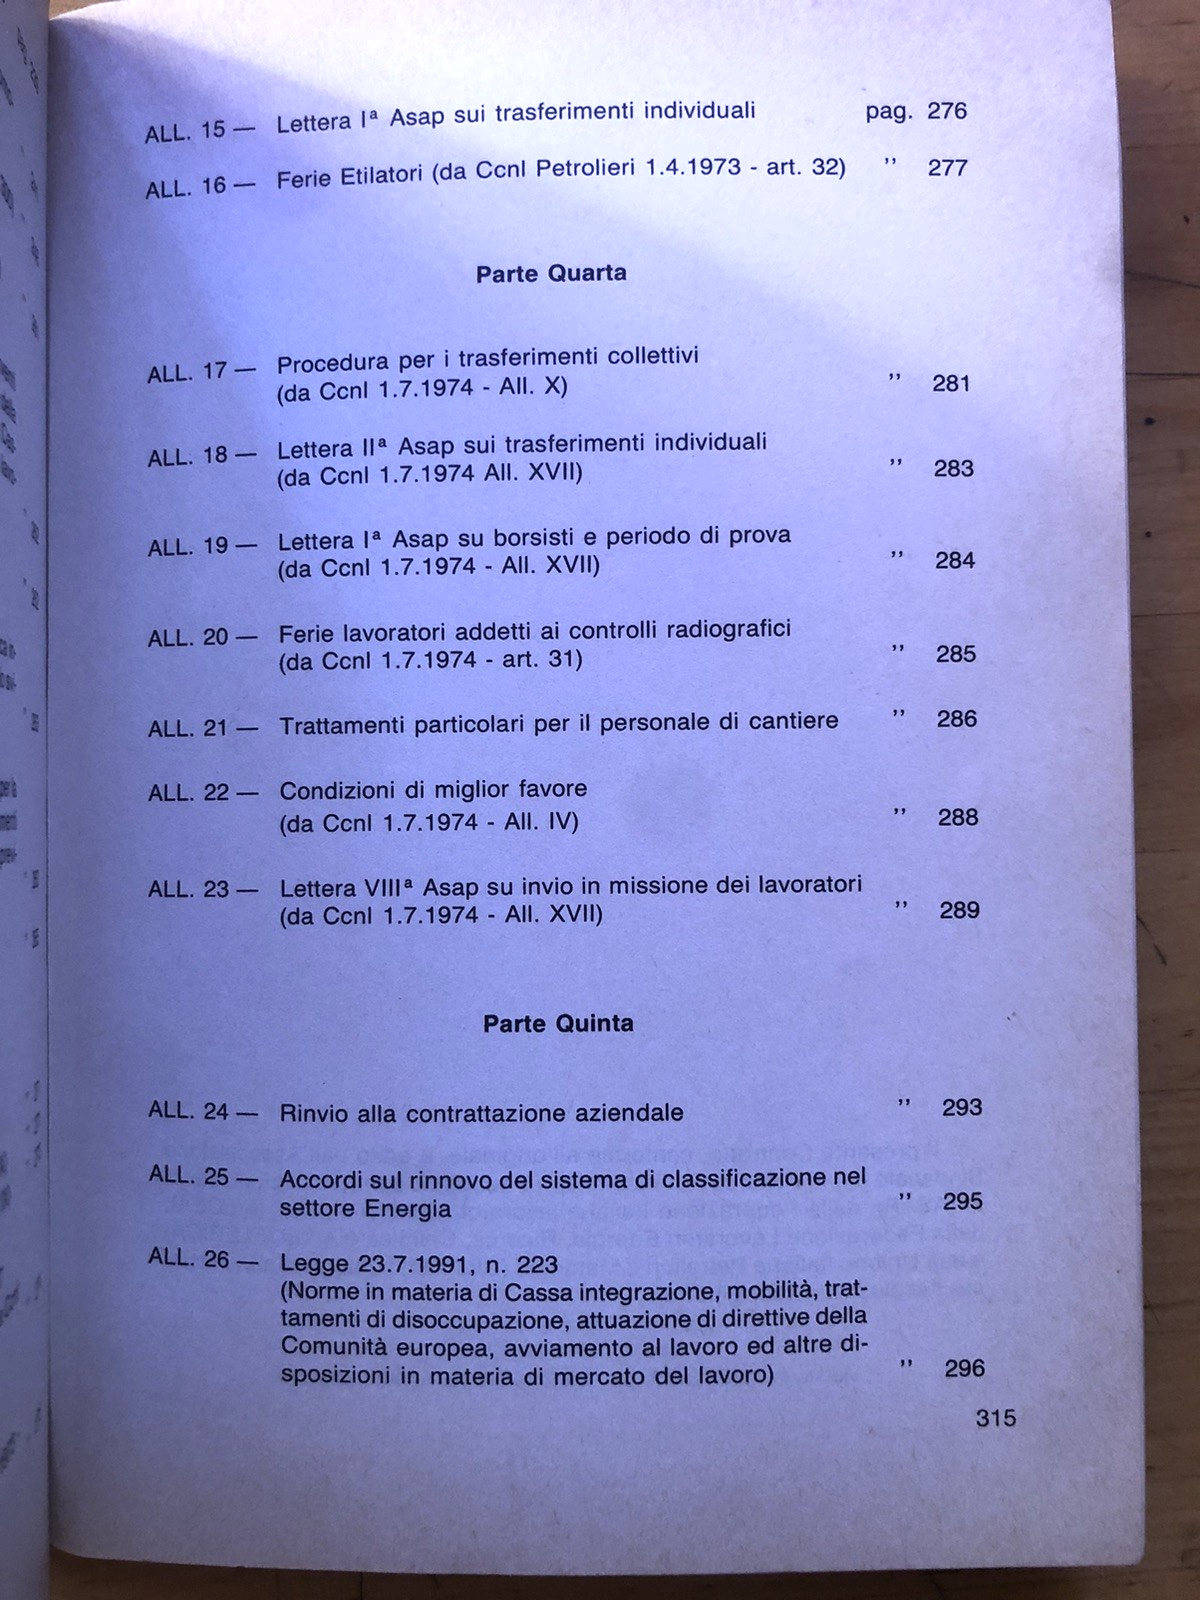 ALL. 15 — Lettera Iª Asap sui trasferimenti individuali pag. 276
ALL. 16 — Ferie Etilatori (da Ccnl Petrolieri 1.4.1973 - art. 32) ” 277
Parte Quarta
ALL. 17 — Procedura per i trasferimenti collettivi
(da Ccnl 1.7.1974 - All. X) ” 281
ALL. 18 — Lettera IIª Asap sui trasferimenti individuali
(da Ccnl 1.7.1974 All. XVII) ” 283
ALL. 19 — Lettera Iª Asap su borsisti e periodo di prova
(da Ccnl 1.7.1974 - All. XVII) ” 284
ALL. 20 — Ferie lavoratori addetti ai controlli radiografici
(da Ccnl 1.7.1974 - art. 31) ” 285
ALL. 21 — Trattamenti particolari per il personale di cantiere ” 286
ALL. 22 — Condizioni di miglior favore
(da Ccnl 1.7.1974 - All. IV) ” 288
ALL. 23 — Lettera VIIIª Asap su invio in missione dei lavoratori
(da Ccnl 1.7.1974 - All. XVII) ” 289
Parte Quinta
ALL. 24 — Rinvio alla contrattazione aziendale ” 293
ALL. 25 — Accordi sul rinnovo del sistema di classificazione nel
settore Energia ” 295
ALL. 26 — Legge 23.7.1991, n. 223
(Norme in materia di Cassa integrazione, mobilità, trat-
tamenti di disoccupazione, attuazione di direttive della
Comunità europea, avviamento al lavoro ed altre di-
sposizioni in materia di mercato del lavoro) ” 296
315